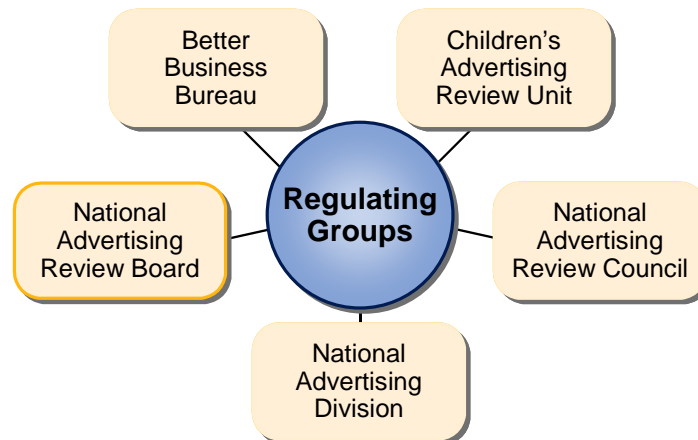 Better
Business
Bureau
Children’s
Advertising
Review Unit
Regulating
Groups
National
Advertising
Review Board
National
Advertising
Review Council
National
Advertising
Division